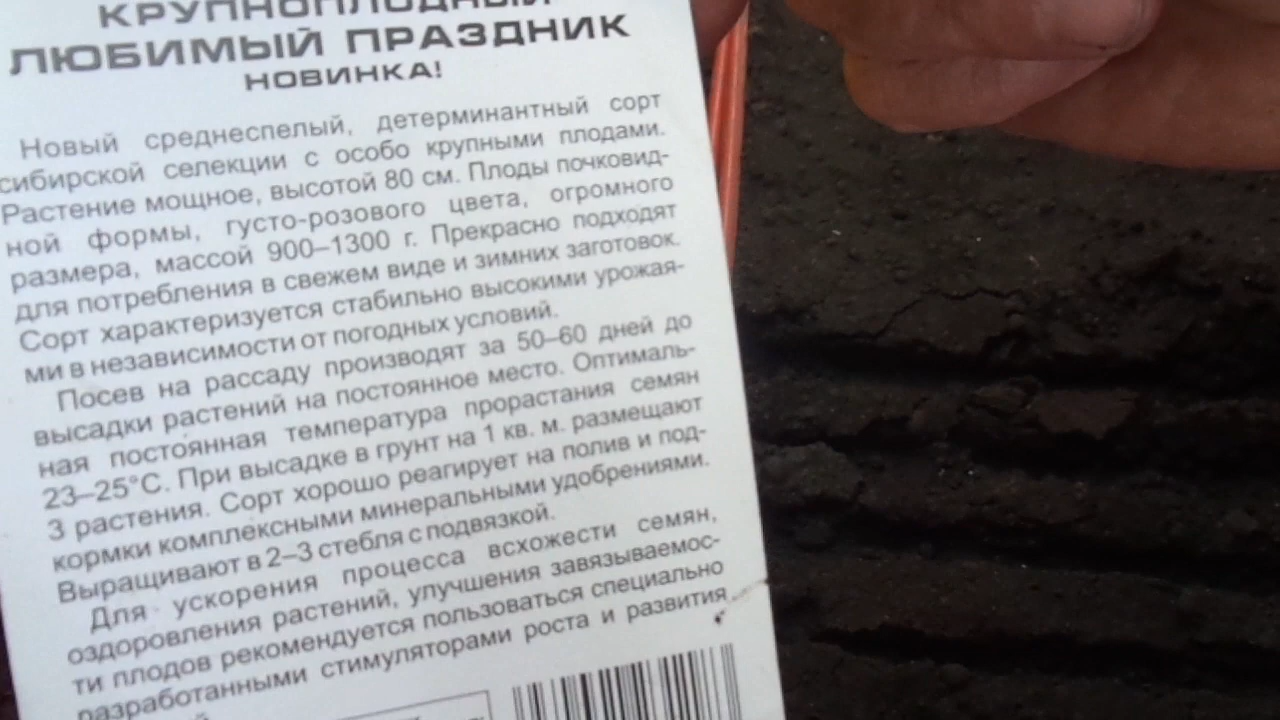 КРУПНОПЛОДНЫЙ
ЛЮБИМЫЙ ПРАЗДНИК
НОВИНКА!
Новый среднеспелый, детерминантный сорт
сибирской селекции с особо крупными плодами.
Растение мощное, высотой 80 см. Плоды почковид-
ной формы, густо-розового цвета, огромного
размера, массой 900–1300 г. Прекрасно подходят
для потребления в свежем виде и зимних заготовок.
Сорт характеризуется стабильно высокими урожая-
ми в независимости от погодных условий.
Посев на рассаду производят за 50–60 дней до
высадки растений на постоянное место. Оптималь-
ная постоянная температура прорастания семян
23–25°С. При высадке в грунт на 1 кв. м. размещают
3 растения. Сорт хорошо реагирует на полив и под-
кормки комплексными минеральными удобрениями.
Выращивают в 2–3 стебля с подвязкой.
Для ускорения процесса всхожести семян,
оздоровления растений, улучшения завязываемос-
ти плодов рекомендуется пользоваться специально
разработанными стимуляторами роста и развития